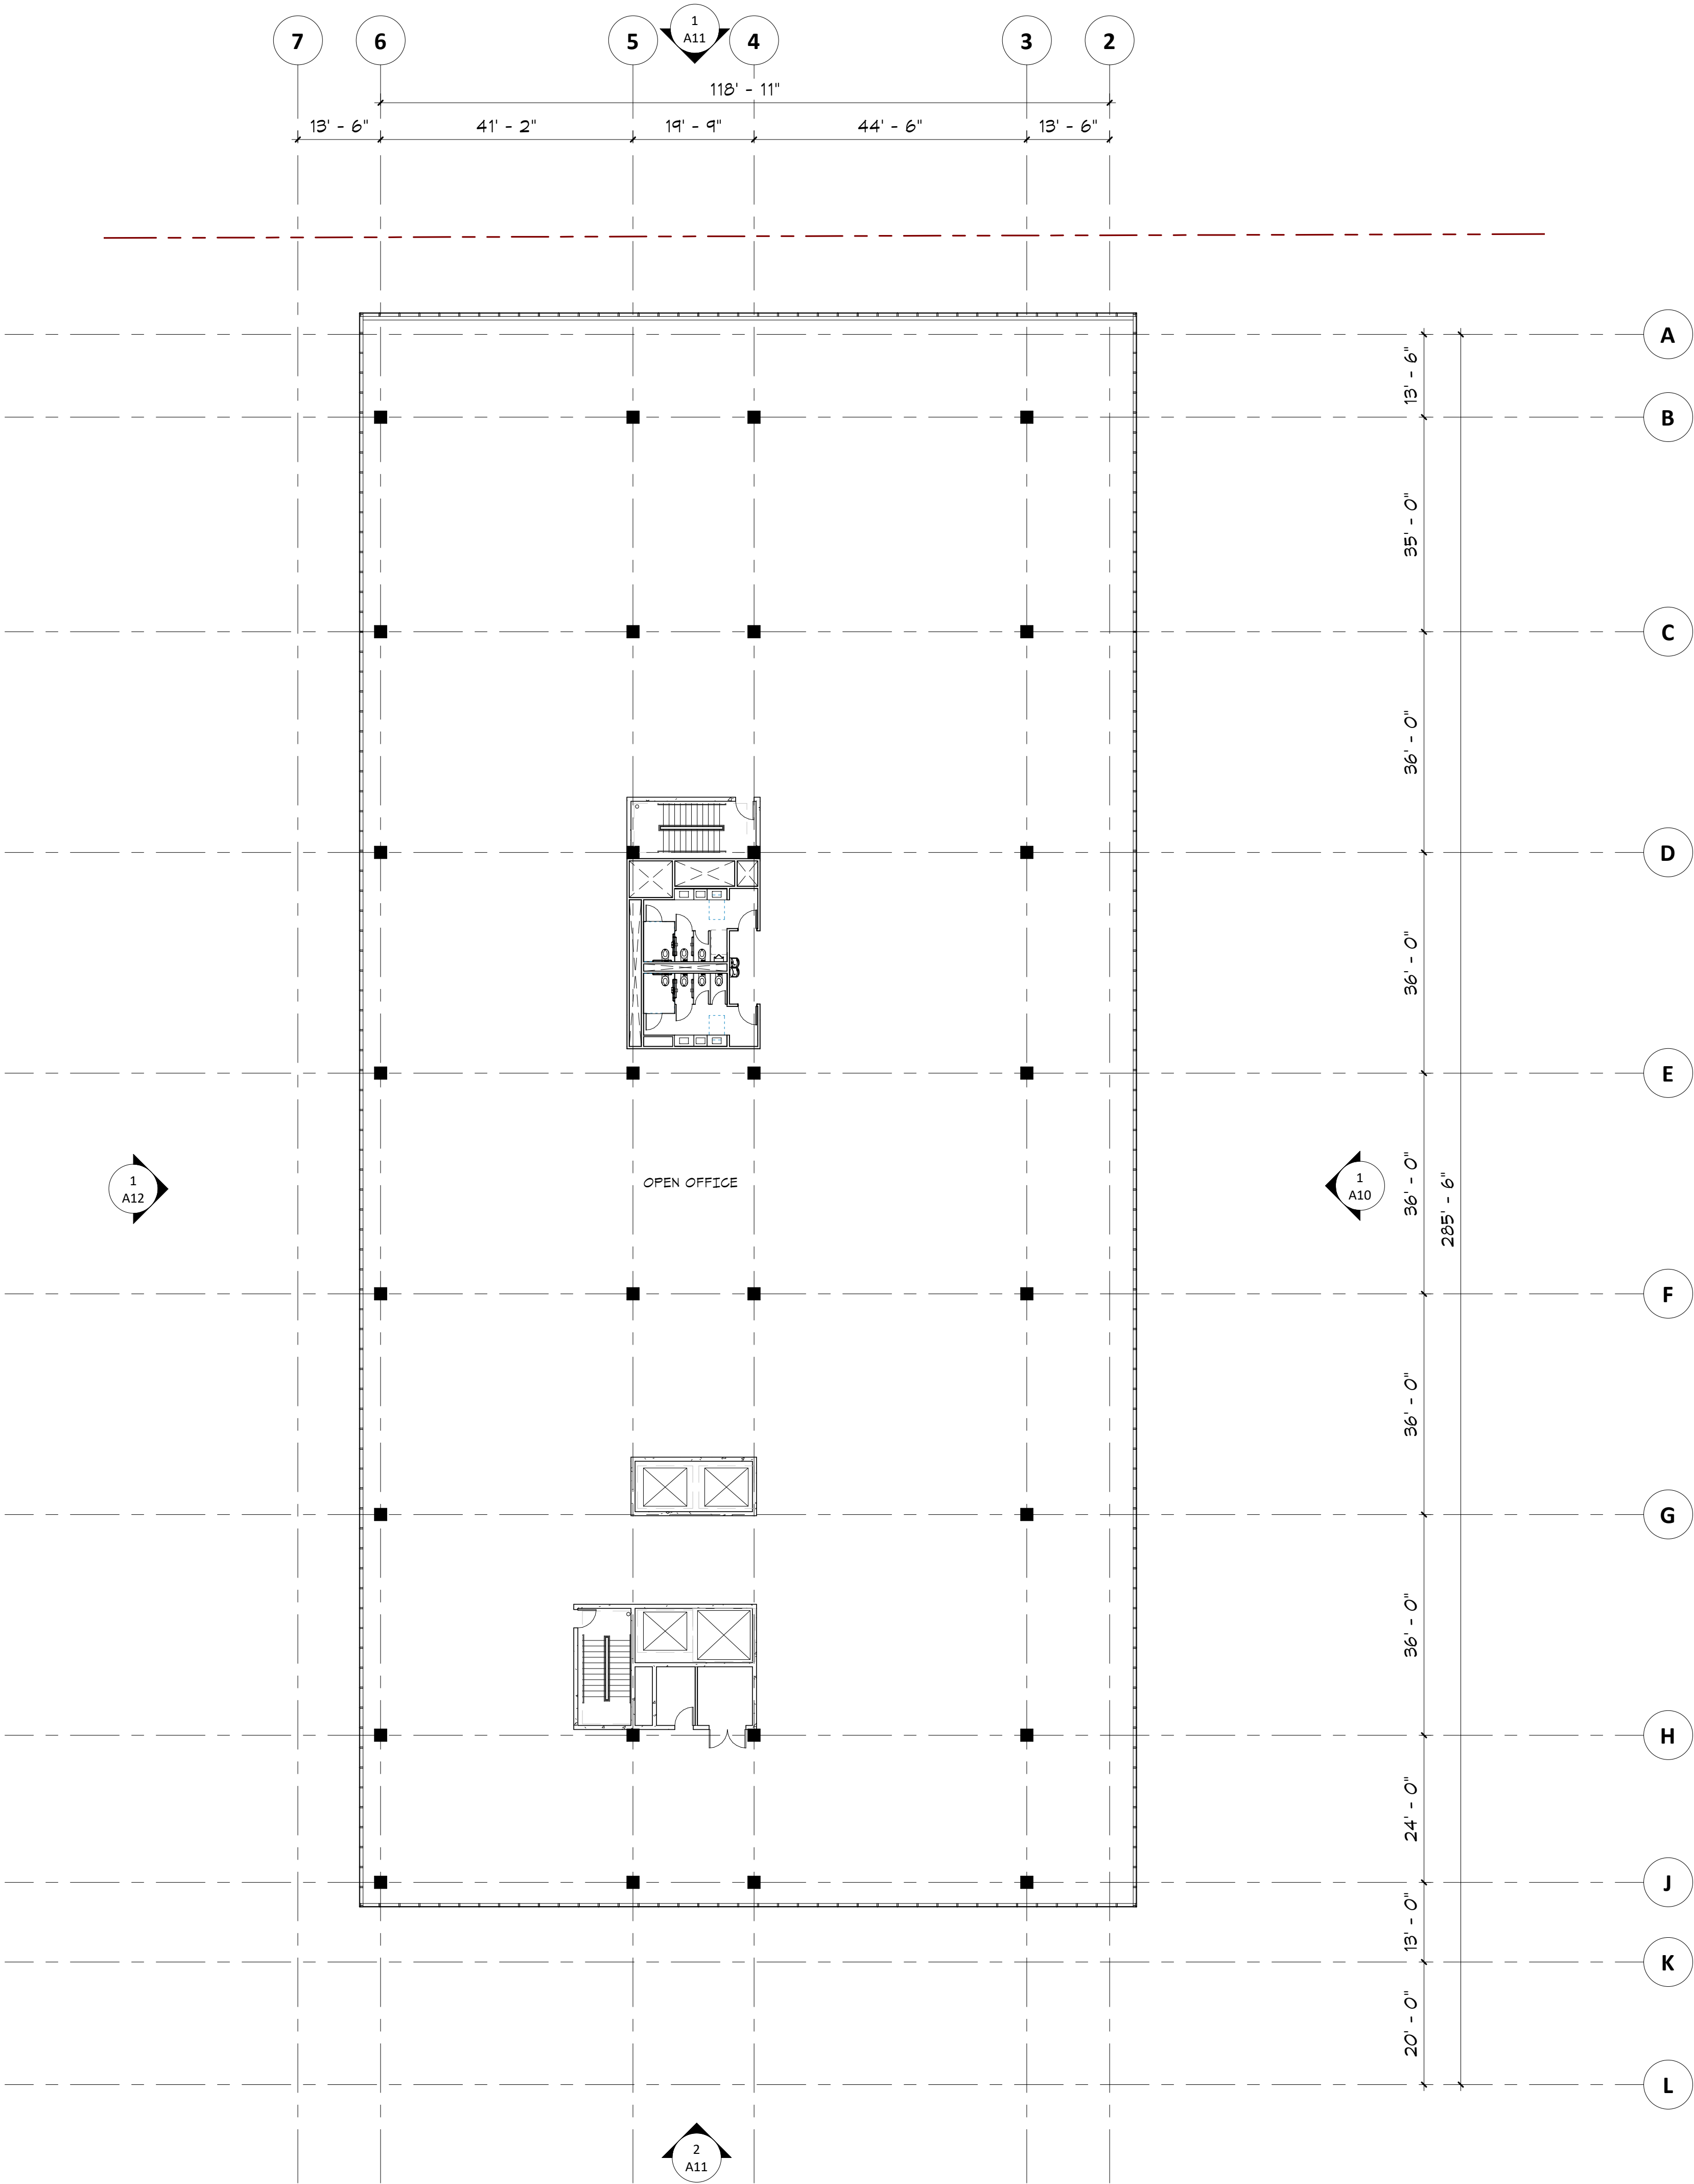 7 6 5 4 3 2
1
A11
118' - 11"
13' - 6" 41' - 2" 19' - 9" 44' - 6" 13' - 6"
A
13' - 6"
B
35' - 0"
C
36' - 0"
D
36' - 0"
E
1
A12
OPEN OFFICE
1
A10
36' - 0"
285' - 6"
F
36' - 0"
G
36' - 0"
H
24' - 0"
J
13' - 0"
K
20' - 0"
L
2
A11